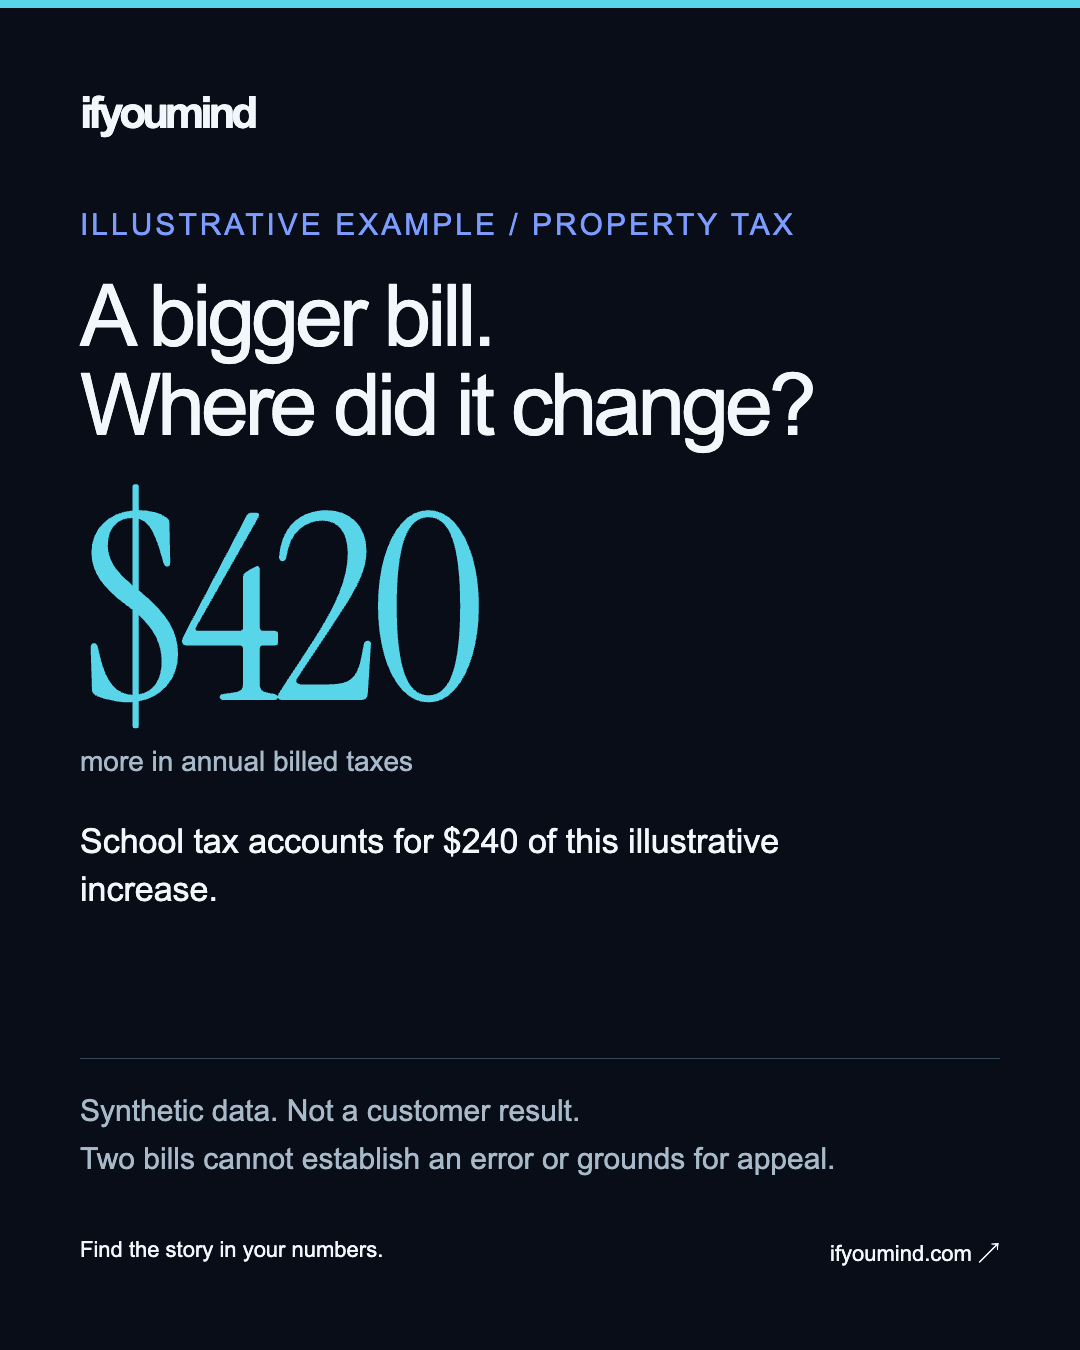 ifyoumind
ILLUSTRATIVE EXAMPLE / PROPERTY TAX
A bigger bill.
Where did it change?
$420
more in annual billed taxes
School tax accounts for $240 of this illustrative
increase.
Synthetic data. Not a customer result.
Two bills cannot establish an error or grounds for appeal.
Find the story in your numbers.
ifyoumind.com ↗